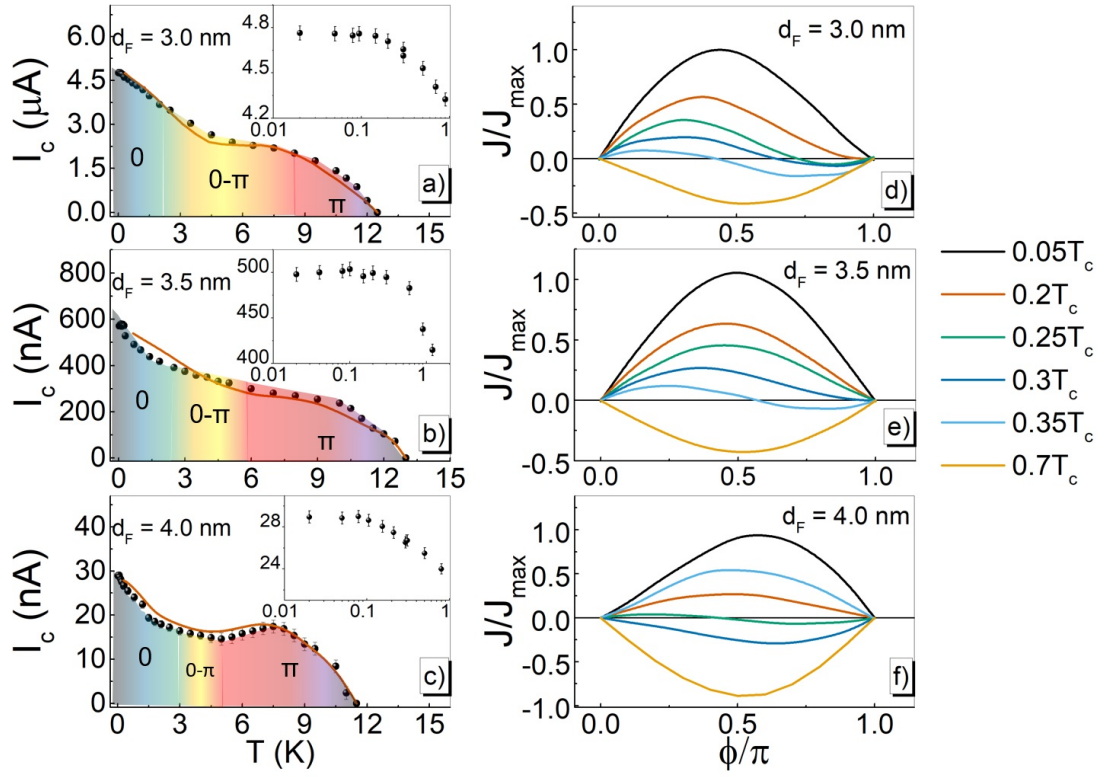 d_F = 3.0 nm
I_c (μA)
6.0
4.5
3.0
1.5
0.0
4.8
4.5
4.2
0.01
0.1
1
0
0-π
π
a)
0
3
6
9
12
15
d_F = 3.5 nm
I_c (nA)
800
600
400
200
0
500
450
400
0.01
0.1
1
0
0-π
π
b)
0
3
6
9
12
15
d_F = 4.0 nm
I_c (nA)
40
30
20
10
0
28
24
0.01
0.1
1
0
0-π
π
c)
0
3
6
9
12
15
T (K)
d_F = 3.0 nm
J/J_max
1.0
0.5
0.0
-0.5
d)
0.0
0.5
1.0
d_F = 3.5 nm
J/J_max
1.0
0.5
0.0
-0.5
e)
0.0
0.5
1.0
d_F = 4.0 nm
J/J_max
1.0
0.5
0.0
-0.5
-1.0
f)
0.0
0.5
1.0
ϕ/π
0.05T_c
0.2T_c
0.25T_c
0.3T_c
0.35T_c
0.7T_c